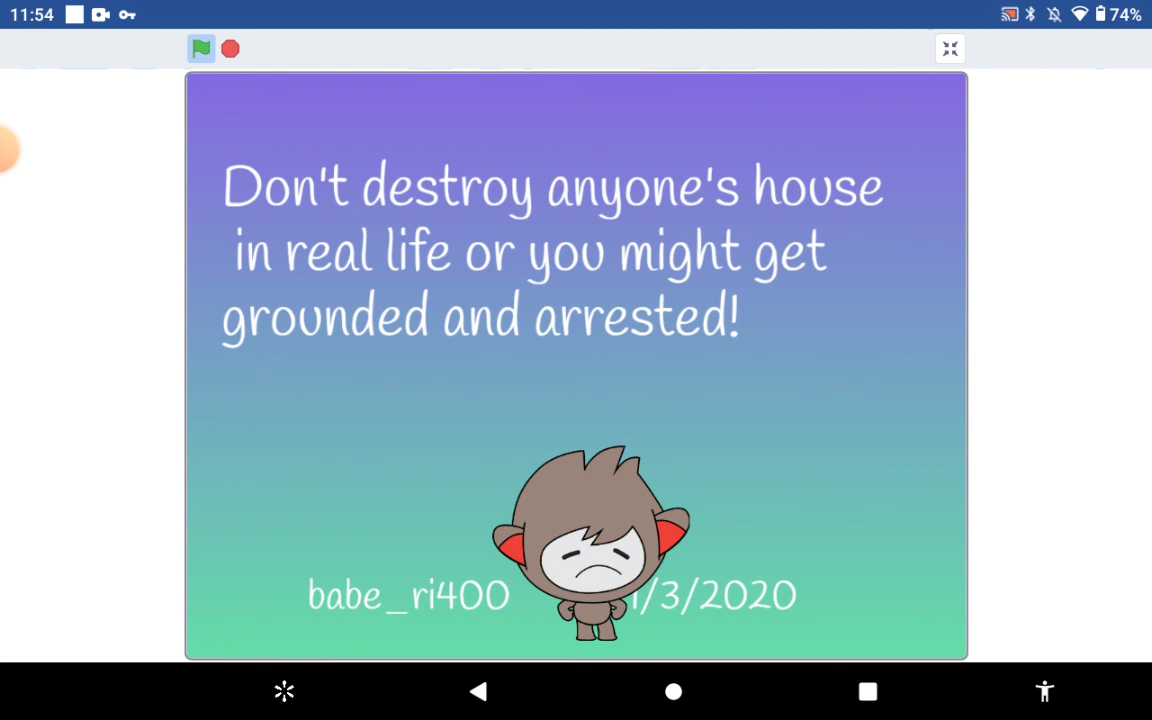 11:54
74%
Don't destroy anyone's house
in real life or you might get
grounded and arrested!
babe_ri400 1/3/2020